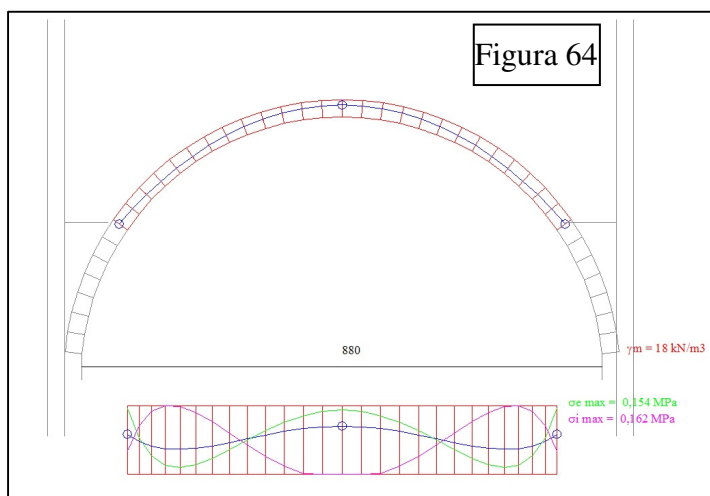 Figura 64
880
γm = 18 kN/m3
σe max = 0,154 MPa
σi max = 0,162 MPa